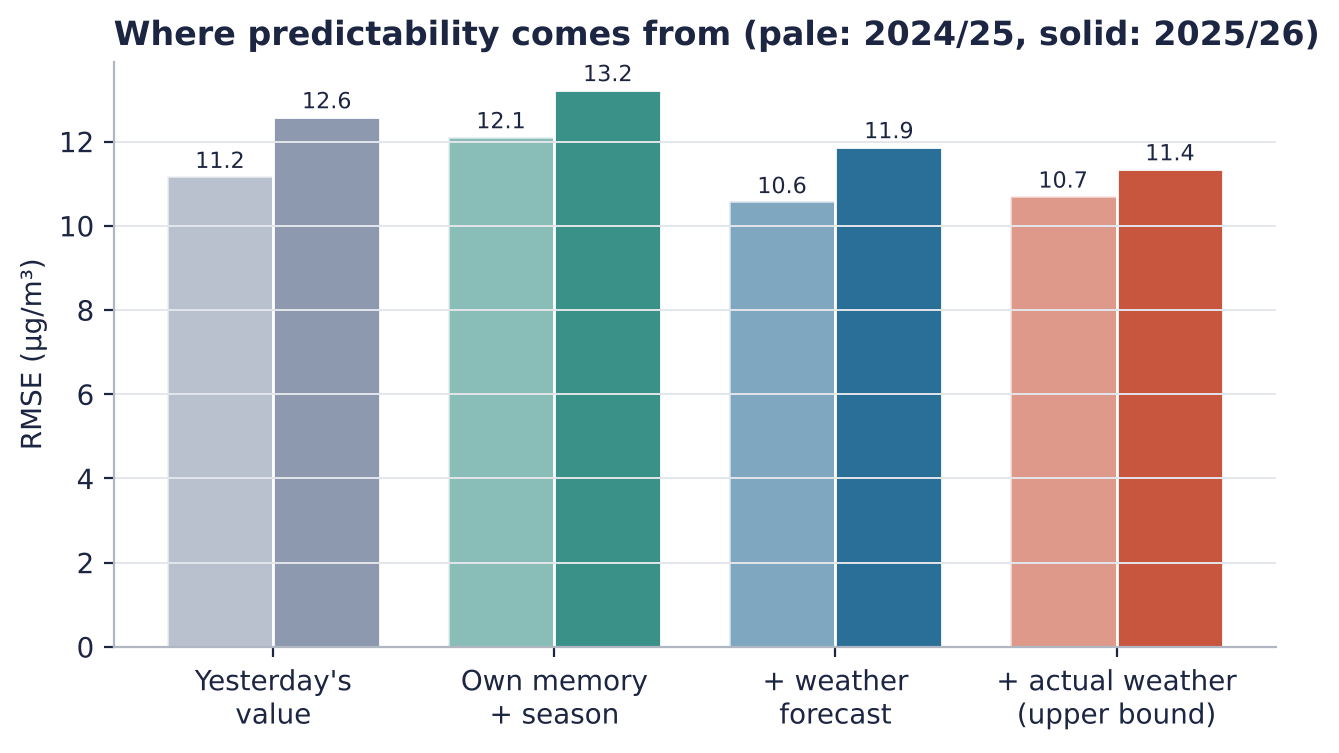 Where predictability comes from (pale: 2024/25, solid: 2025/26)
RMSE (µg/m³)
12
10
8
6
4
2
0
11.2
12.6
12.1
13.2
10.6
11.9
10.7
11.4
Yesterday's
value
Own memory
+ season
+ weather
forecast
+ actual weather
(upper bound)